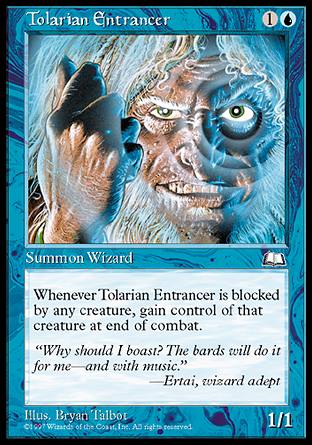 Tolarian Entrancer 1
Summon Wizard
Whenever Tolarian Entrancer is blocked
by any creature, gain control of that
creature at end of combat.
"Why should I boast? The bards will do it
for me—and with music."
—Ertai, wizard adept
Illus. Bryan Talbot
©1997 Wizards of the Coast, Inc. All rights reserved.
1/1